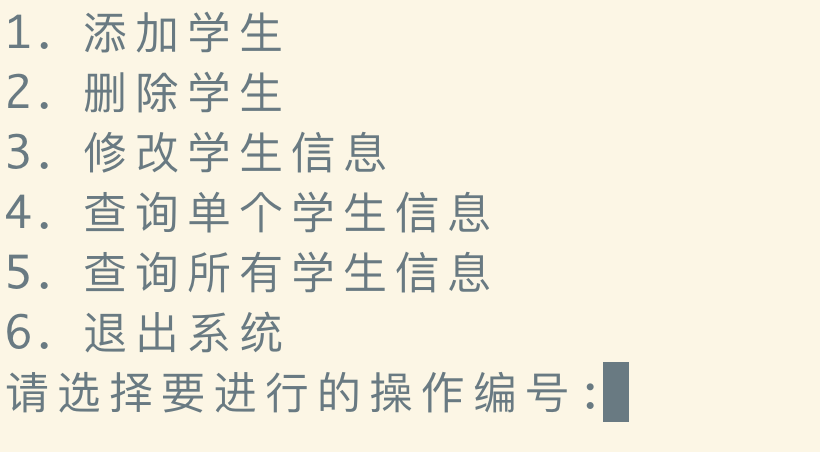 1. 添加学生
2. 删除学生
3. 修改学生信息
4. 查询单个学生信息
5. 查询所有学生信息
6. 退出系统
请选择要进行的操作编号: